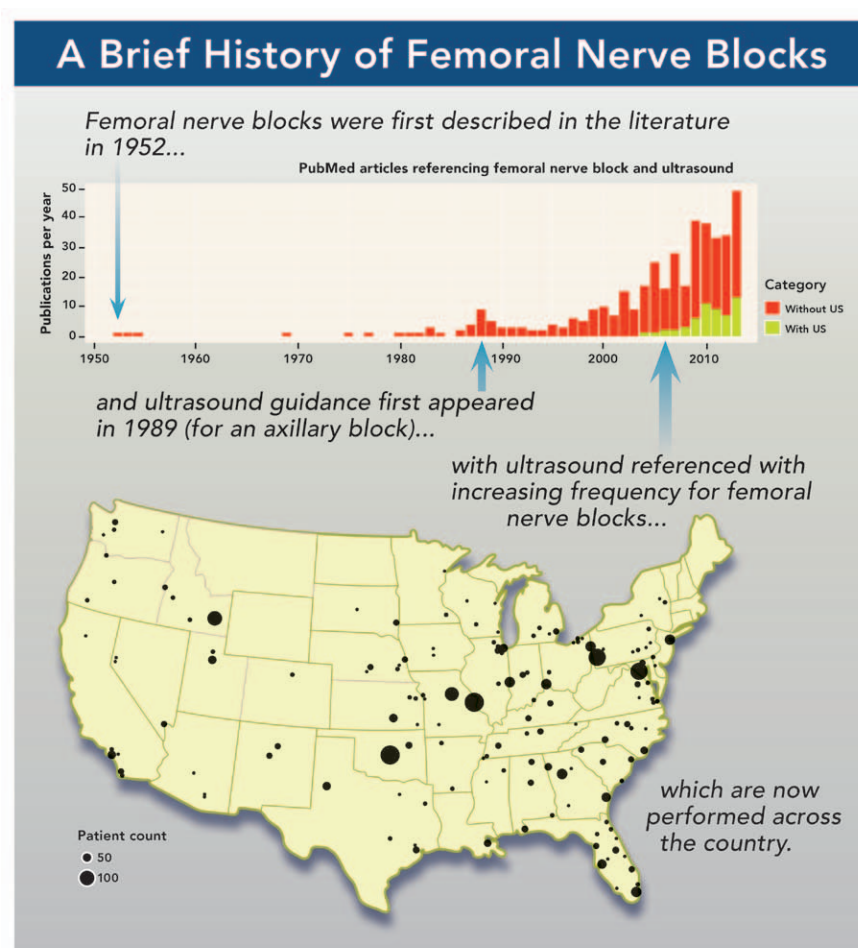 A Brief History of Femoral Nerve Blocks
Femoral nerve blocks were first described in the literature
in 1952...
PubMed articles referencing femoral nerve block and ultrasound
Publications per year
50
40
30
20
10
0
1950
1960
1970
1980
1990
2000
2010
Category
Without US
With US
and ultrasound guidance first appeared
in 1989 (for an axillary block)...
with ultrasound referenced with
increasing frequency for femoral
nerve blocks...
which are now
performed across
the country.
Patient count
50
100